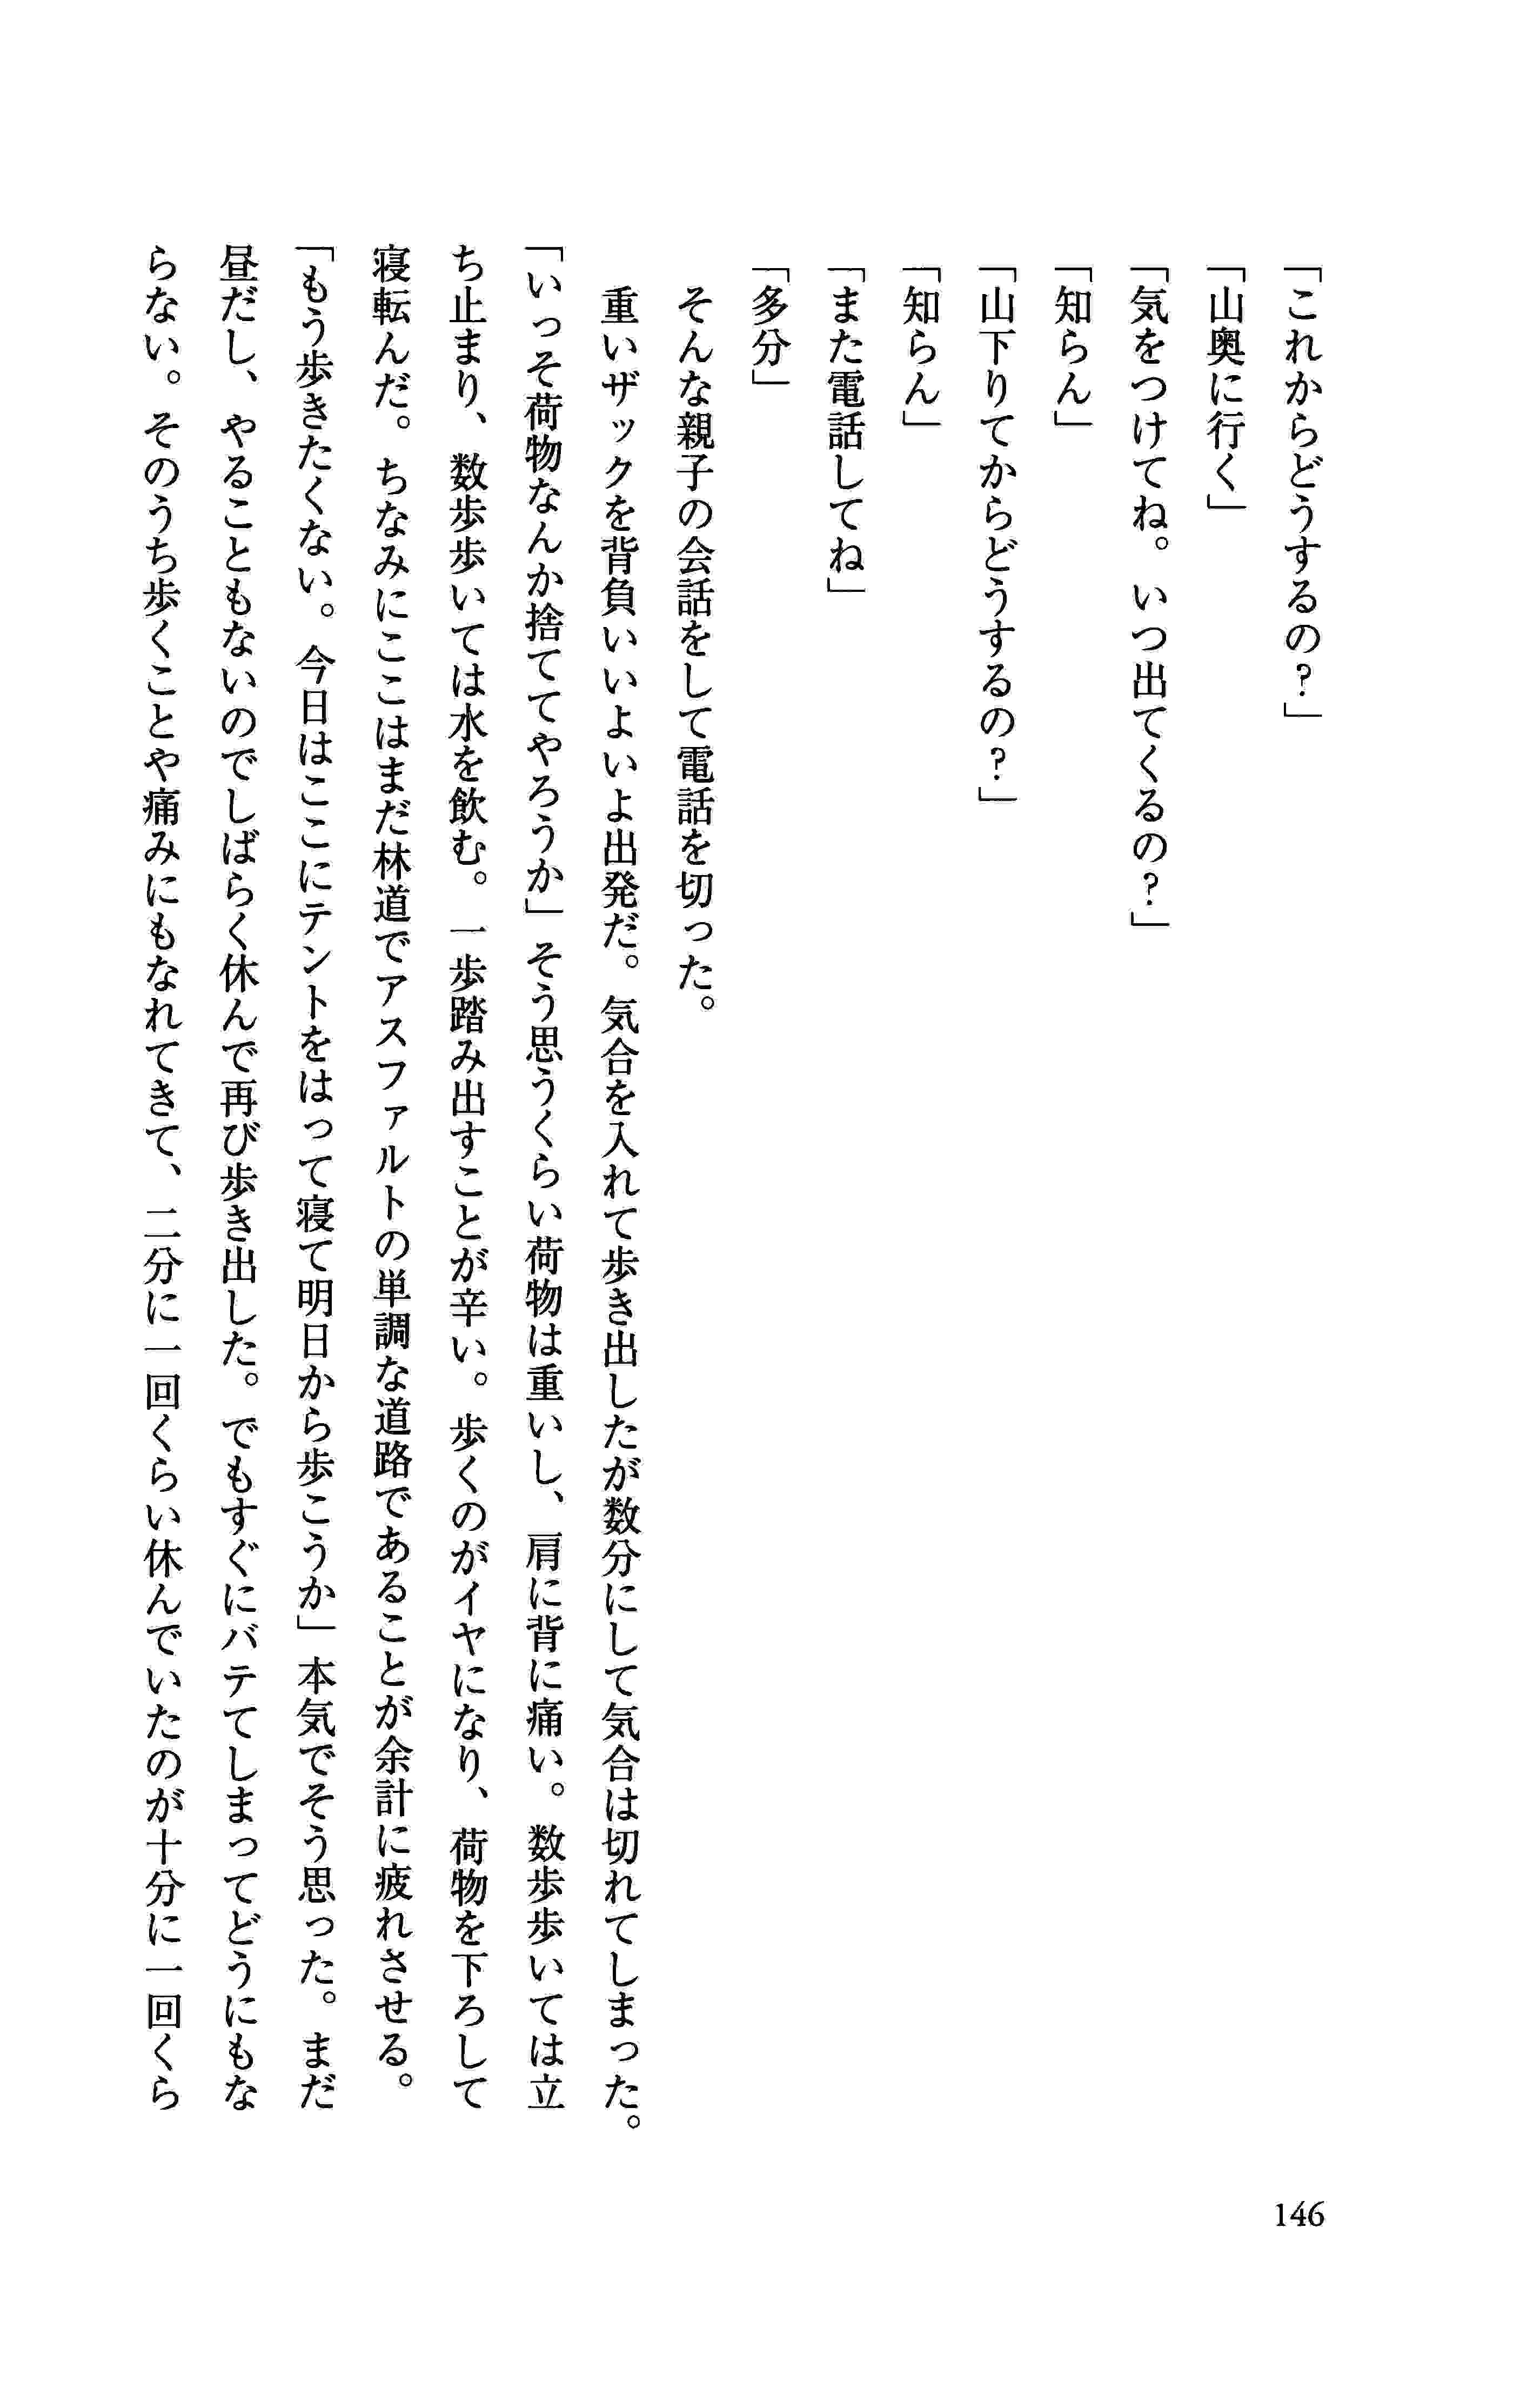 「これからどうするの？」
「山奥に行く」
「気をつけてね。いつ出てくるの？」
「知らん」
「山下りてからどうするの？」
「知らん」
「また電話してね」
「多分」
そんな親子の会話をして電話を切った。
重いザックを背負いいよいよ出発だ。気合を入れて歩き出したが数分にして気合は切れてしまった。
「いっそ荷物なんか捨ててやろうか」そう思うくらい荷物は重いし、肩に背に痛い。数歩歩いては立
ち止まり、数歩歩いては水を飲む。一歩踏み出すことが辛い。歩くのがイヤになり、荷物を下ろして
寝転んだ。ちなみにここはまだ林道でアスファルトの単調な道路であることが余計に疲れさせる。
「もう歩きたくない。今日はここにテントをはって寝て明日から歩こうか」本気でそう思った。まだ
昼だし、やることもないのでしばらく休んで再び歩き出した。でもすぐにバテてしまってどうにもな
らない。そのうち歩くことや痛みにもなれてきて、二分に一回くらい休んでいたのが十分に一回くら
146